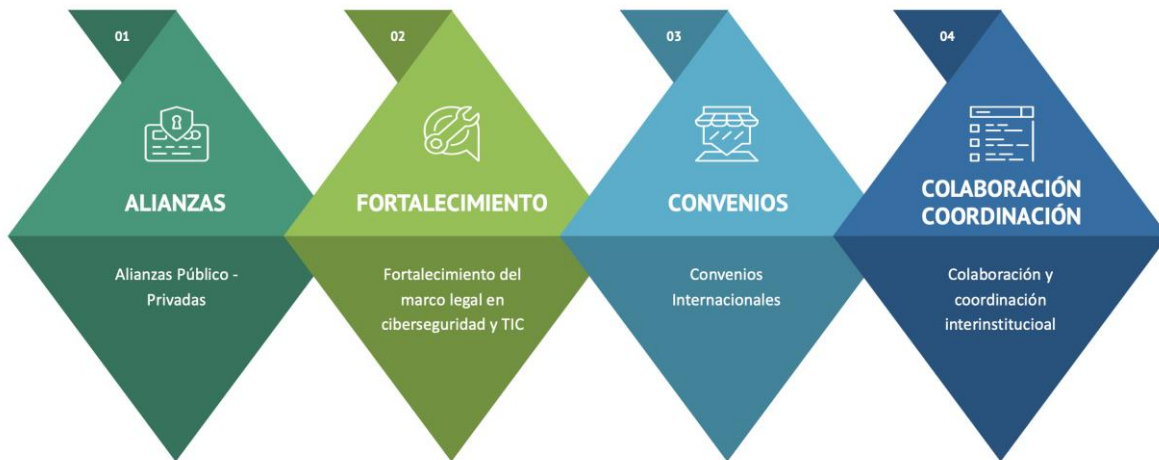 01
ALIANZAS
Alianzas Público -
Privadas
02
FORTALECIMIENTO
Fortalecimiento del
marco legal en
ciberseguridad y TIC
03
CONVENIOS
Convenios
Internacionales
04
COLABORACIÓN
COORDINACIÓN
Colaboración y
coordinación
interinstitucioal